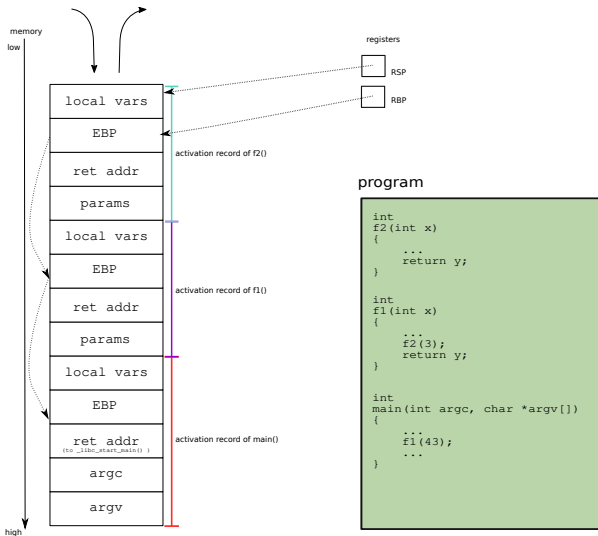 memory
low
registers
RSP
RBP
local vars
EBP
activation record of f2()
ret addr
params
local vars
EBP
activation record of f1()
ret addr
params
local vars
EBP
activation record of main()
ret addr
(to _libc_start_main() )
argc
argv
high
program
int
f2(int x)
{
...
return y;
}
int
f1(int x)
{
...
f2(3);
return y;
}
int
main(int argc, char *argv[])
{
...
f1(43);
...
}